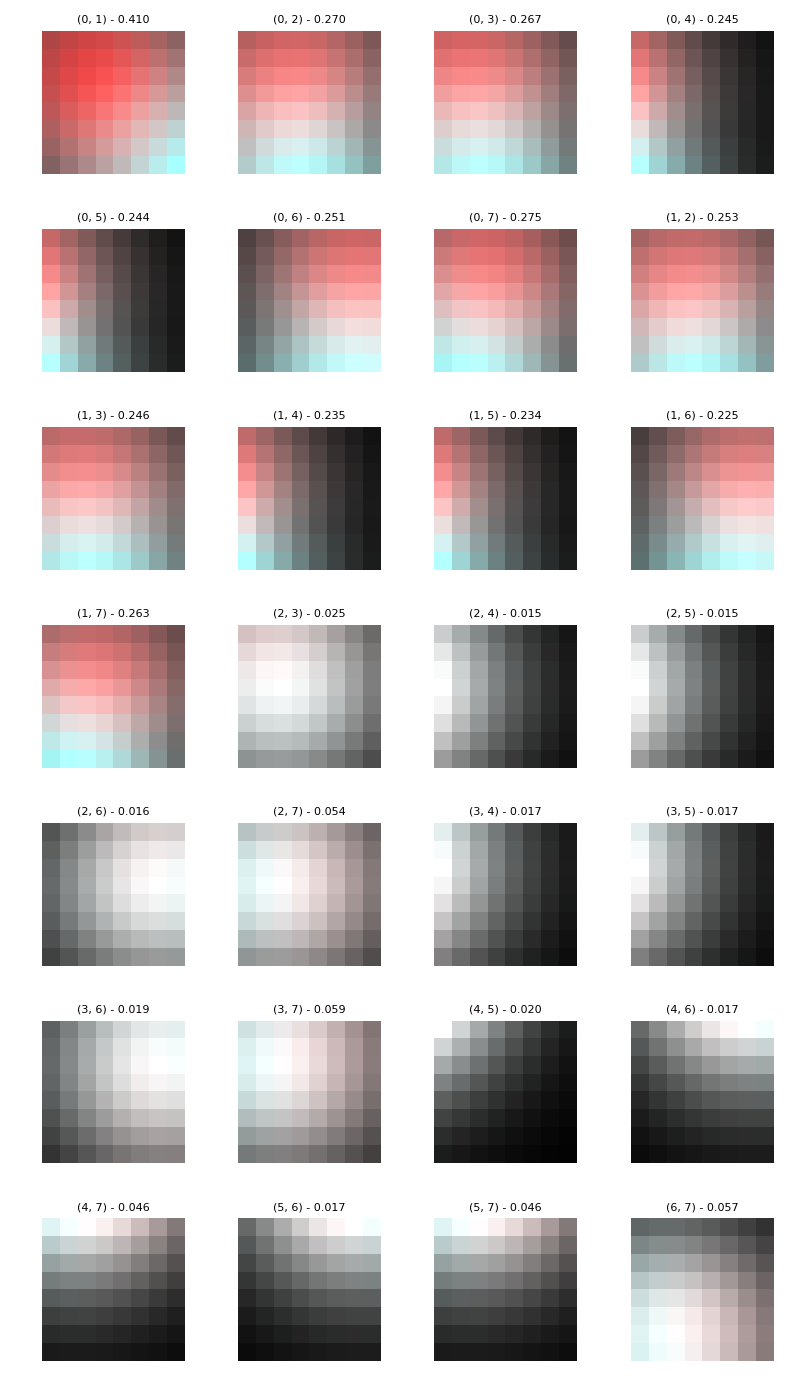 (0, 1) - 0.410 (0, 2) - 0.270 (0, 3) - 0.267 (0, 4) - 0.245
(0, 5) - 0.244 (0, 6) - 0.251 (0, 7) - 0.275 (1, 2) - 0.253
(1, 3) - 0.246 (1, 4) - 0.235 (1, 5) - 0.234 (1, 6) - 0.225
(1, 7) - 0.263 (2, 3) - 0.025 (2, 4) - 0.015 (2, 5) - 0.015
(2, 6) - 0.016 (2, 7) - 0.054 (3, 4) - 0.017 (3, 5) - 0.017
(3, 6) - 0.019 (3, 7) - 0.059 (4, 5) - 0.020 (4, 6) - 0.017
(4, 7) - 0.046 (5, 6) - 0.017 (5, 7) - 0.046 (6, 7) - 0.057